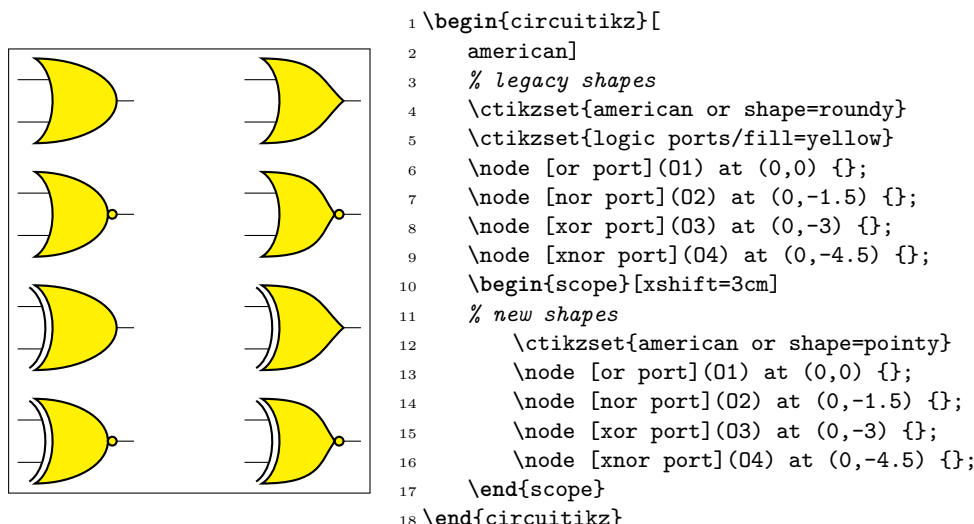 1 \begin{circuitikz}[
2     american]
3     % legacy shapes
4     \ctikzset{american or shape=roundy}
5     \ctikzset{logic ports/fill=yellow}
6     \node [or port](O1) at (0,0) {};
7     \node [nor port](O2) at (0,-1.5) {};
8     \node [xor port](O3) at (0,-3) {};
9     \node [xnor port](O4) at (0,-4.5) {};
10     \begin{scope}[xshift=3cm]
11     % new shapes
12         \ctikzset{american or shape=pointy}
13         \node [or port](O1) at (0,0) {};
14         \node [nor port](O2) at (0,-1.5) {};
15         \node [xor port](O3) at (0,-3) {};
16         \node [xnor port](O4) at (0,-4.5) {};
17     \end{scope}
18 \end{circuitikz}